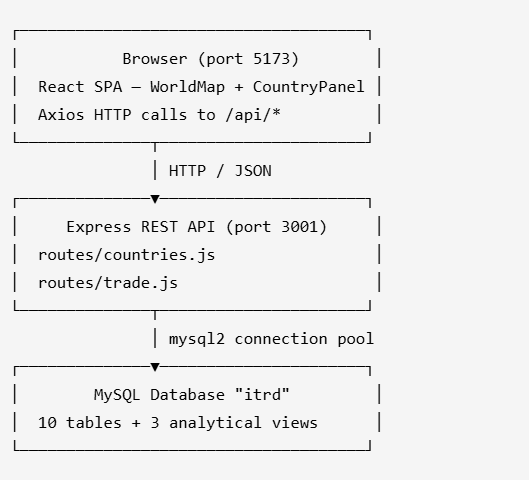 Browser (port 5173)
React SPA — WorldMap + CountryPanel
Axios HTTP calls to /api/*
HTTP / JSON
Express REST API (port 3001)
routes/countries.js
routes/trade.js
mysql2 connection pool
MySQL Database "itrd"
10 tables + 3 analytical views